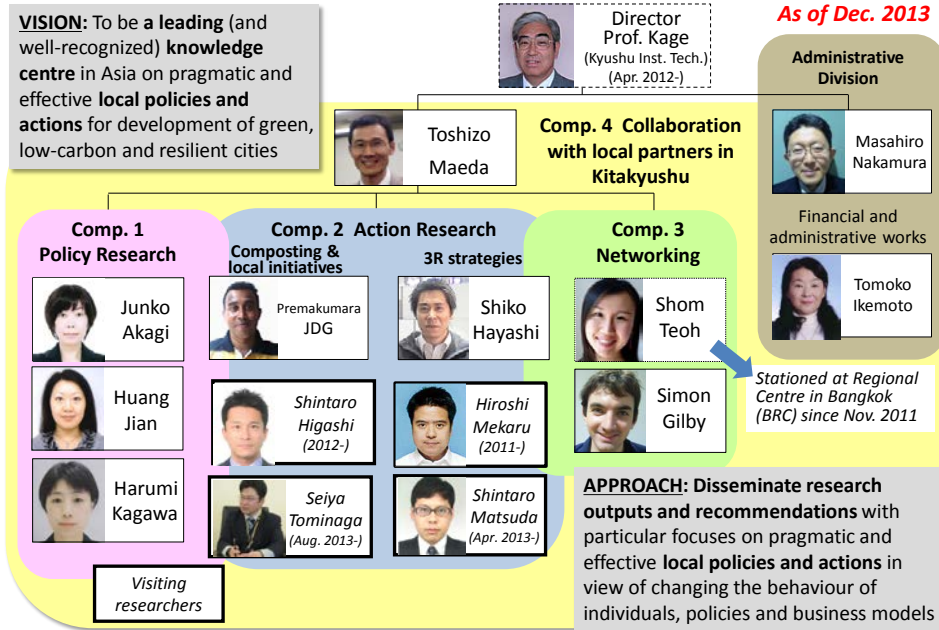 VISION: To be a leading (and
well-recognized) knowledge
centre in Asia on pragmatic and
effective local policies and
actions for development of green,
low-carbon and resilient cities
Director
Prof. Kage
(Kyushu Inst. Tech.)
(Apr. 2012-)
As of Dec. 2013
Administrative
Division
Masahiro
Nakamura
Financial and
administrative works
Tomoko
Ikemoto
Toshizo
Maeda
Comp. 4 Collaboration
with local partners in
Kitakyushu
Comp. 1
Policy Research
Junko
Akagi
Huang
Jian
Harumi
Kagawa
Comp. 2 Action Research
Composting &
local initiatives
3R strategies
Premakumara
JDG
Shiko
Hayashi
Shintaro
Higashi
(2012-)
Hiroshi
Mekaru
(2011-)
Seiya
Tominaga
(Aug. 2013-)
Shintaro
Matsuda
(Apr. 2013-)
Comp. 3
Networking
Shom
Teoh
Simon
Gilby
Stationed at Regional
Centre in Bangkok
(BRC) since Nov. 2011
Visiting
researchers
APPROACH: Disseminate research
outputs and recommendations with
particular focuses on pragmatic and
effective local policies and actions in
view of changing the behaviour of
individuals, policies and business models